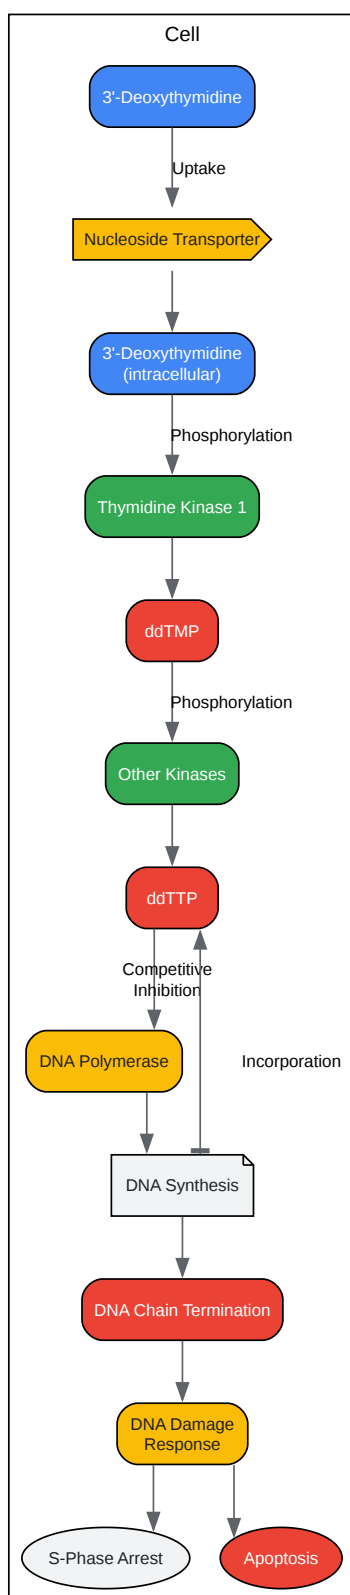 Cell
3'-Deoxythymidine
Uptake
Nucleoside Transporter
3'-Deoxythymidine
(intracellular)
Phosphorylation
Thymidine Kinase 1
ddTMP
Phosphorylation
Other Kinases
ddTTP
Competitive
Inhibition
DNA Polymerase
Incorporation
DNA Synthesis
DNA Chain Termination
DNA Damage
Response
S-Phase Arrest
Apoptosis